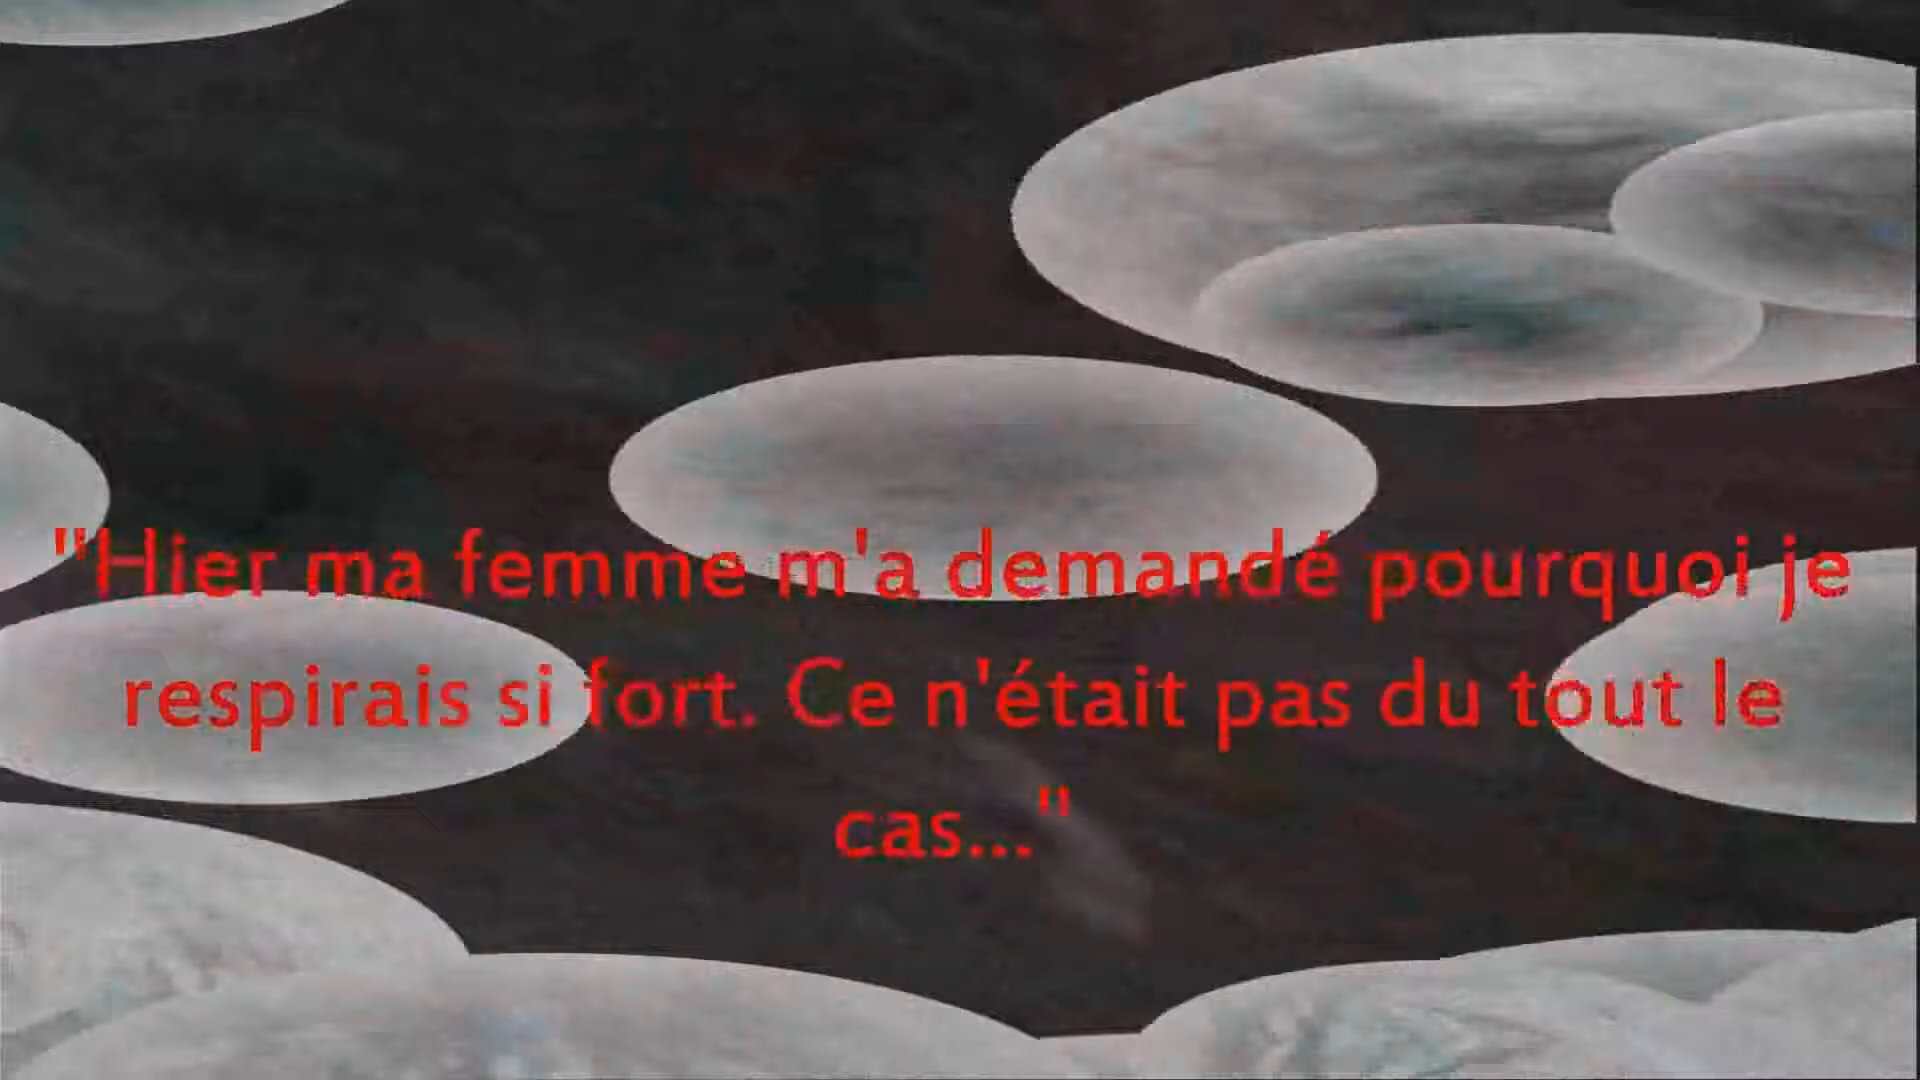 "Hier ma femme m'a demandé pourquoi je
respirais si fort. Ce n'était pas du tout le
cas..."